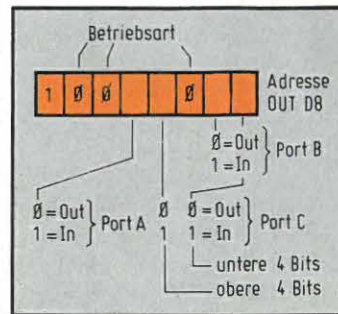 Betriebsart
1 Ø Ø Ø
Adresse
OUT D8
Ø = Out
1 = In
Port B
Ø = Out
1 = In
Port A
Ø
1
Ø = Out
1 = In
Port C
untere 4 Bits
obere 4 Bits